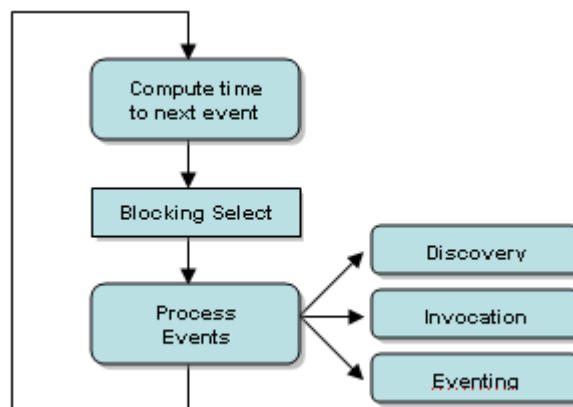 Compute time
to next event
Blocking Select
Process
Events
Discovery
Invocation
Eventing